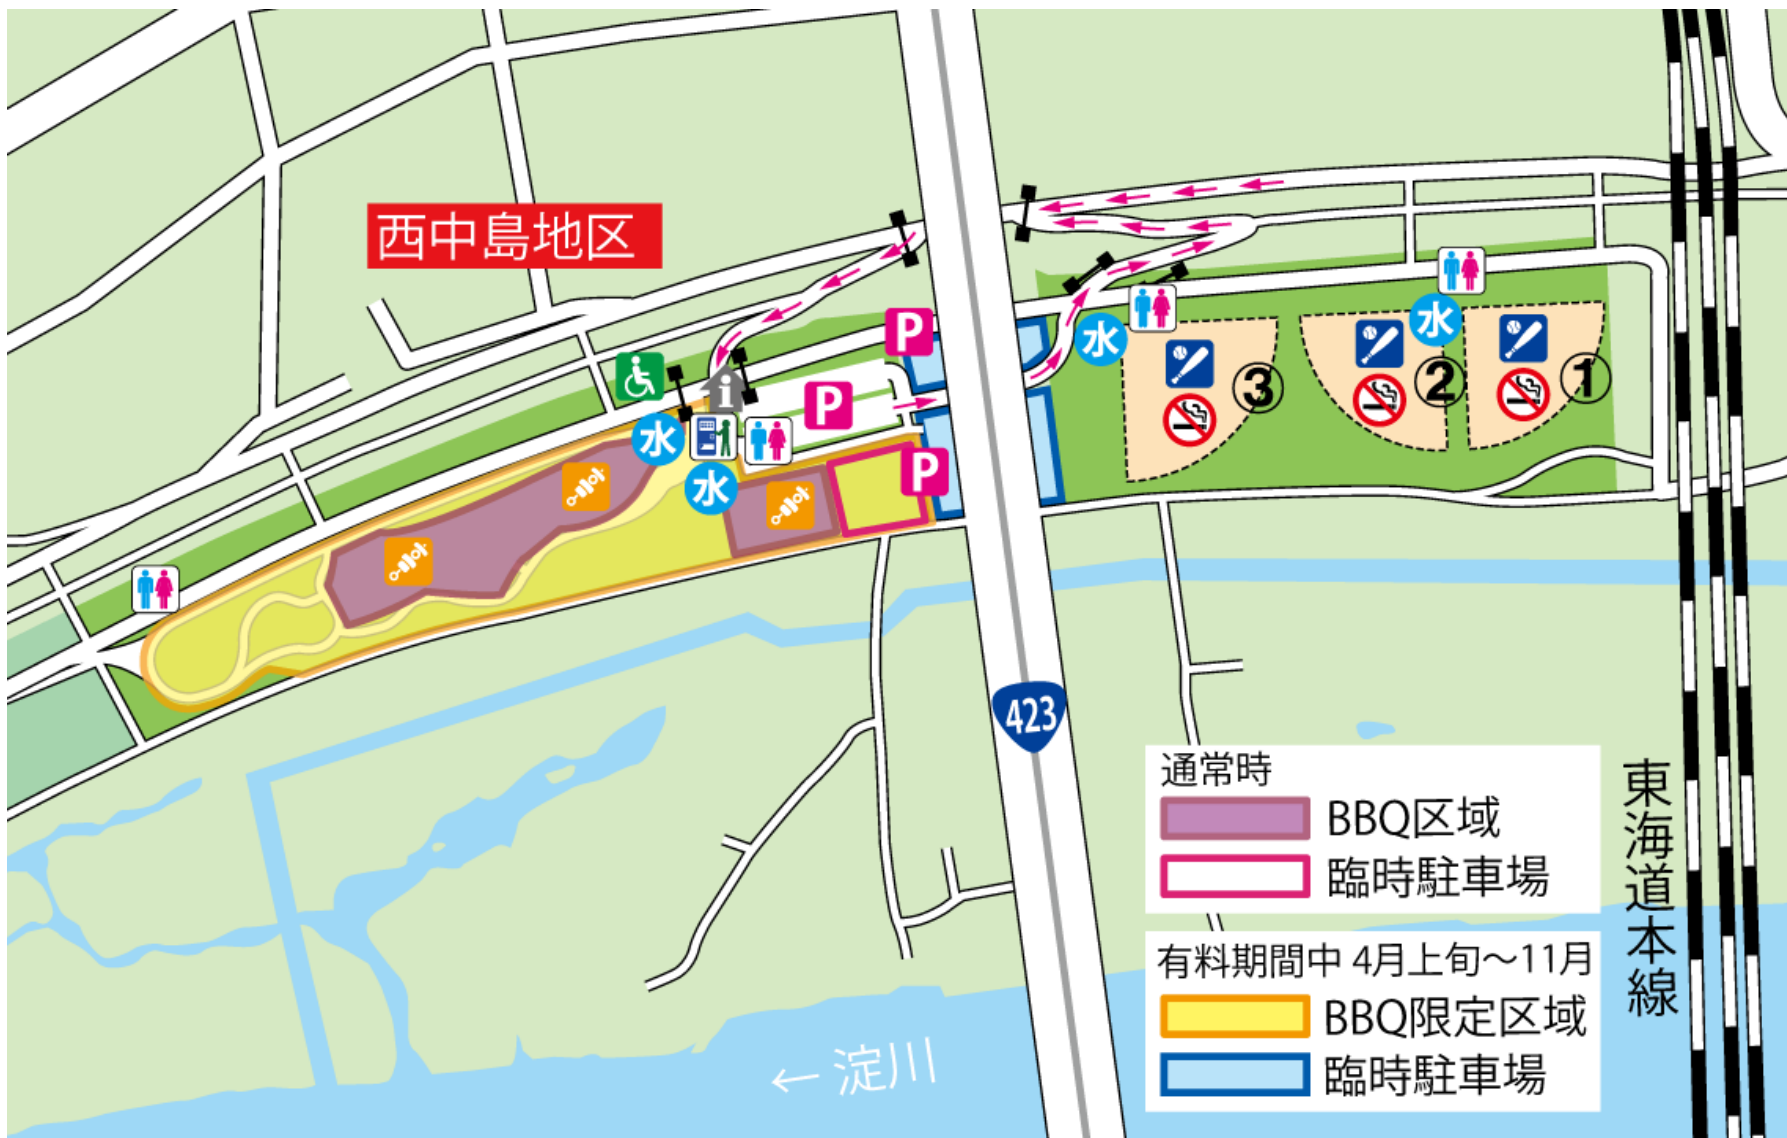 西中島地区
P
P
P
i
水
水
水
水
③
②
①
423
東海道本線
通常時
BBQ区域
臨時駐車場
有料期間中 4月上旬～11月
BBQ限定区域
臨時駐車場
← 淀川